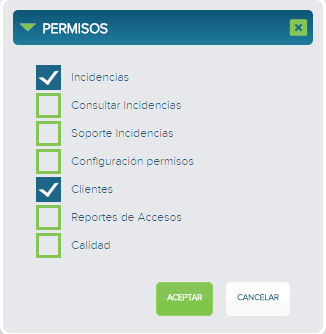 PERMISOS
Incidencias
Consultar Incidencias
Soporte Incidencias
Configuración permisos
Clientes
Reportes de Accesos
Calidad
ACEPTAR CANCELAR